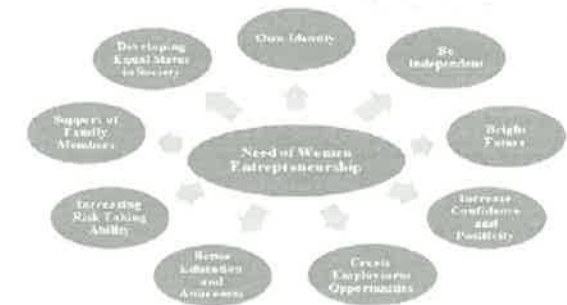 Own Identity
Be
Independent
Bright
Future
Increase
Confidence
and
Positivity
Create
Employment
Opportunities
Better
Education
and
Awareness
Increasing
Risk Taking
Ability
Support of
Family
Members
Developing
Equal Status
in Society
Need of Women
Entrepreneurship